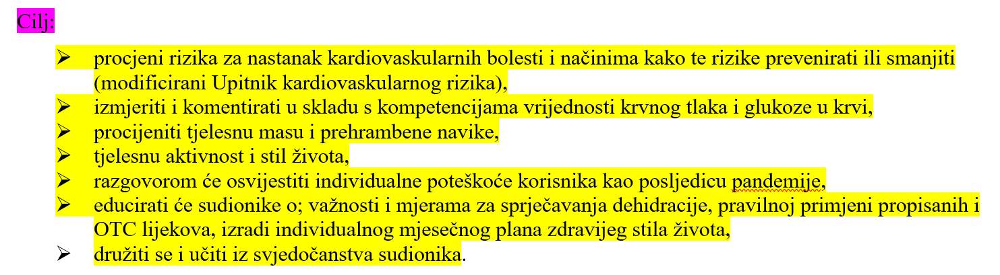 Cilj:
➢ procjeni rizika za nastanak kardiovaskularnih bolesti i načinima kako te rizike prevenirati ili smanjiti
(modificirani Upitnik kardiovaskularnog rizika),
➢ izmjeriti i komentirati u skladu s kompetencijama vrijednosti krvnog tlaka i glukoze u krvi,
➢ procijeniti tjelesnu masu i prehrambene navike,
➢ tjelesnu aktivnost i stil života,
➢ razgovorom će osvijestiti individualne poteškoće korisnika kao posljedicu pandemije,
➢ educirati će sudionike o; važnosti i mjerama za sprječavanja dehidracije, pravilnoj primjeni propisanih i
OTC lijekova, izradi individualnog mjesečnog plana zdravijeg stila života,
➢ družiti se i učiti iz svjedočanstva sudionika.